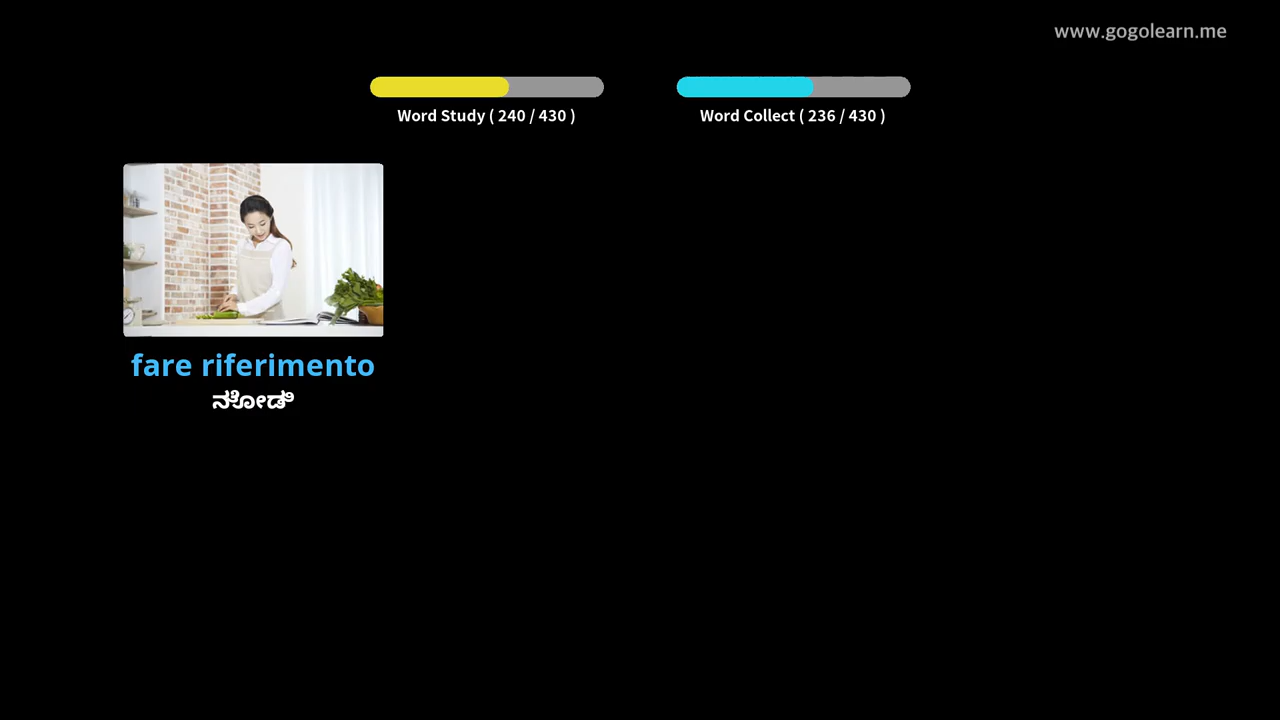 www.gogolearn.me
Word Study ( 240 / 430 )
Word Collect ( 236 / 430 )
fare riferimento
ನೋಡಿ